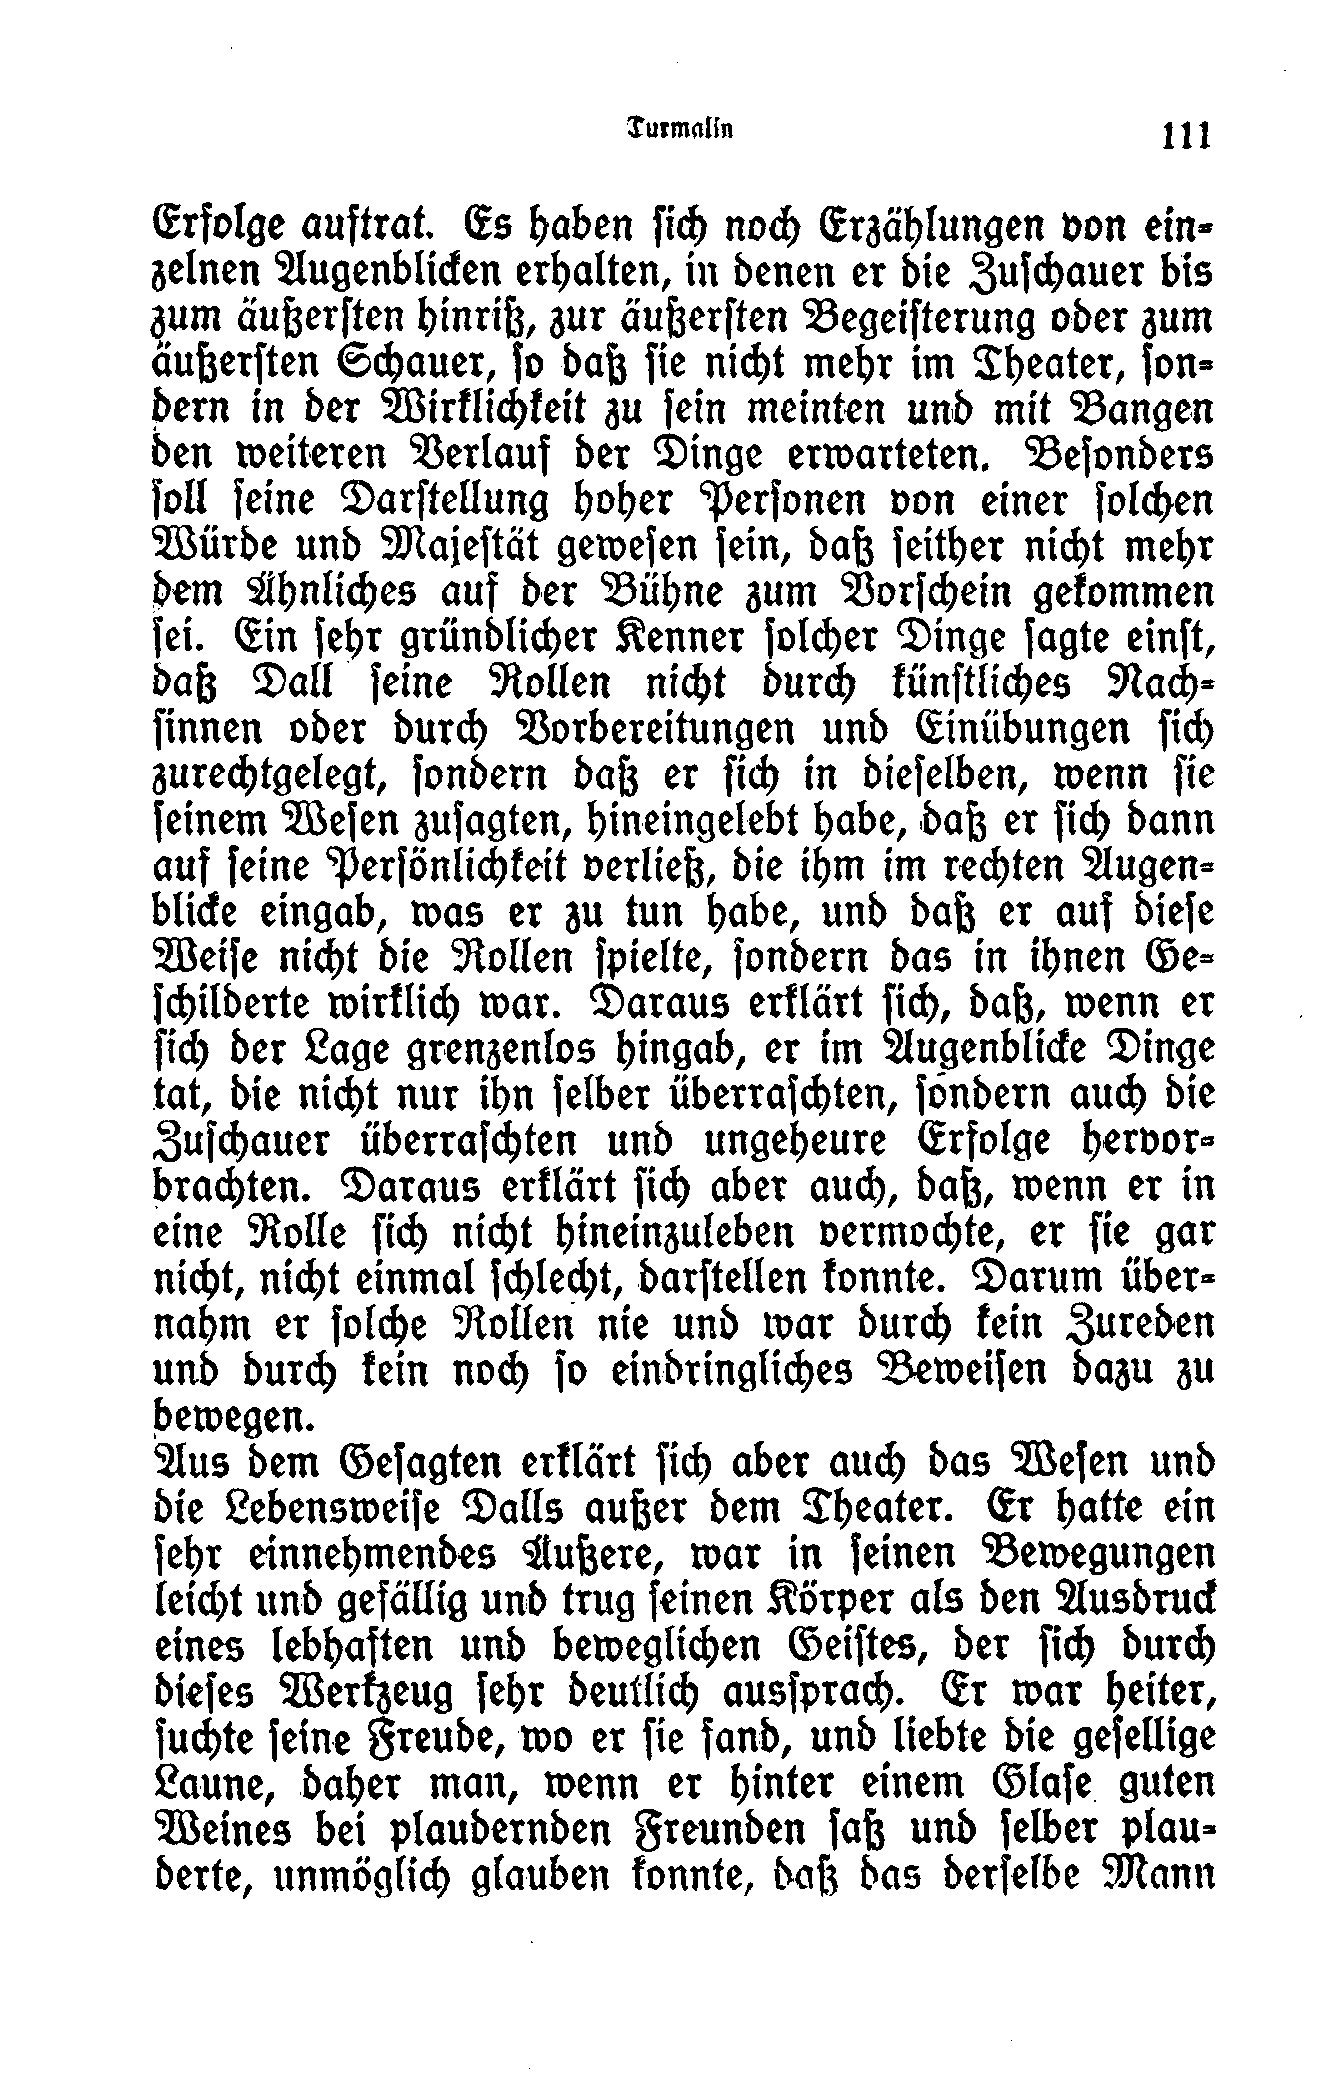 Turmalin 111
Erfolge auftrat. Es haben sich noch Erzählungen von ein-
zelnen Augenblicken erhalten, in denen er die Zuschauer bis
zum äußersten hinriß, zur äußersten Begeisterung oder zum
äußersten Schauer, so daß sie nicht mehr im Theater, son-
dern in der Wirklichkeit zu sein meinten und mit Bangen
den weiteren Verlauf der Dinge erwarteten. Besonders
soll seine Darstellung hoher Personen von einer solchen
Würde und Majestät gewesen sein, daß seither nicht mehr
dem Ähnliches auf der Bühne zum Vorschein gekommen
sei. Ein sehr gründlicher Kenner solcher Dinge sagte einst,
daß Dall seine Rollen nicht durch künstliches Nach-
sinnen oder durch Vorbereitungen und Einübungen sich
zurechtgelegt, sondern daß er sich in dieselben, wenn sie
seinem Wesen zusagten, hineingelebt habe, daß er sich dann
auf seine Persönlichkeit verließ, die ihm im rechten Augen-
blicke eingab, was er zu tun habe, und daß er auf diese
Weise nicht die Rollen spielte, sondern das in ihnen Ge-
schilderte wirklich war. Daraus erklärt sich, daß, wenn er
sich der Lage grenzenlos hingab, er im Augenblicke Dinge
tat, die nicht nur ihn selber überraschten, sondern auch die
Zuschauer überraschten und ungeheure Erfolge hervor-
brachten. Daraus erklärt sich aber auch, daß, wenn er in
eine Rolle sich nicht hineinzuleben vermochte, er sie gar
nicht, nicht einmal schlecht, darstellen konnte. Darum über-
nahm er solche Rollen nie und war durch kein Zureden
und durch kein noch so eindringliches Beweisen dazu zu
bewegen.
Aus dem Gesagten erklärt sich aber auch das Wesen und
die Lebensweise Dalls außer dem Theater. Er hatte ein
sehr einnehmendes Äußere, war in seinen Bewegungen
leicht und gefällig und trug seinen Körper als den Ausdruck
eines lebhaften und beweglichen Geistes, der sich durch
dieses Werkzeug sehr deutlich aussprach. Er war heiter,
suchte seine Freude, wo er sie fand, und liebte die gesellige
Laune, daher man, wenn er hinter einem Glase guten
Weines bei plaudernden Freunden saß und selber plau-
derte, unmöglich glauben konnte, daß das derselbe Mann